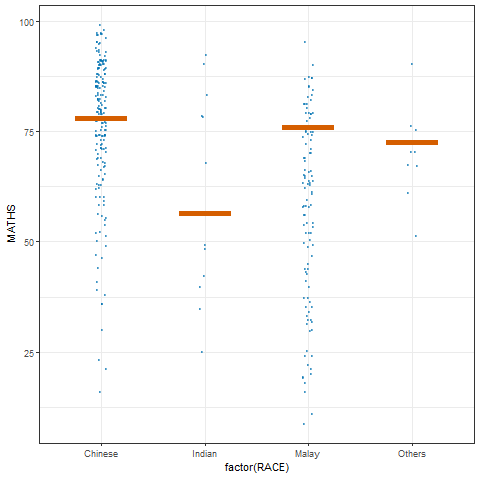 100
75
50
25
MATHS
Chinese
Indian
Malay
Others
factor(RACE)